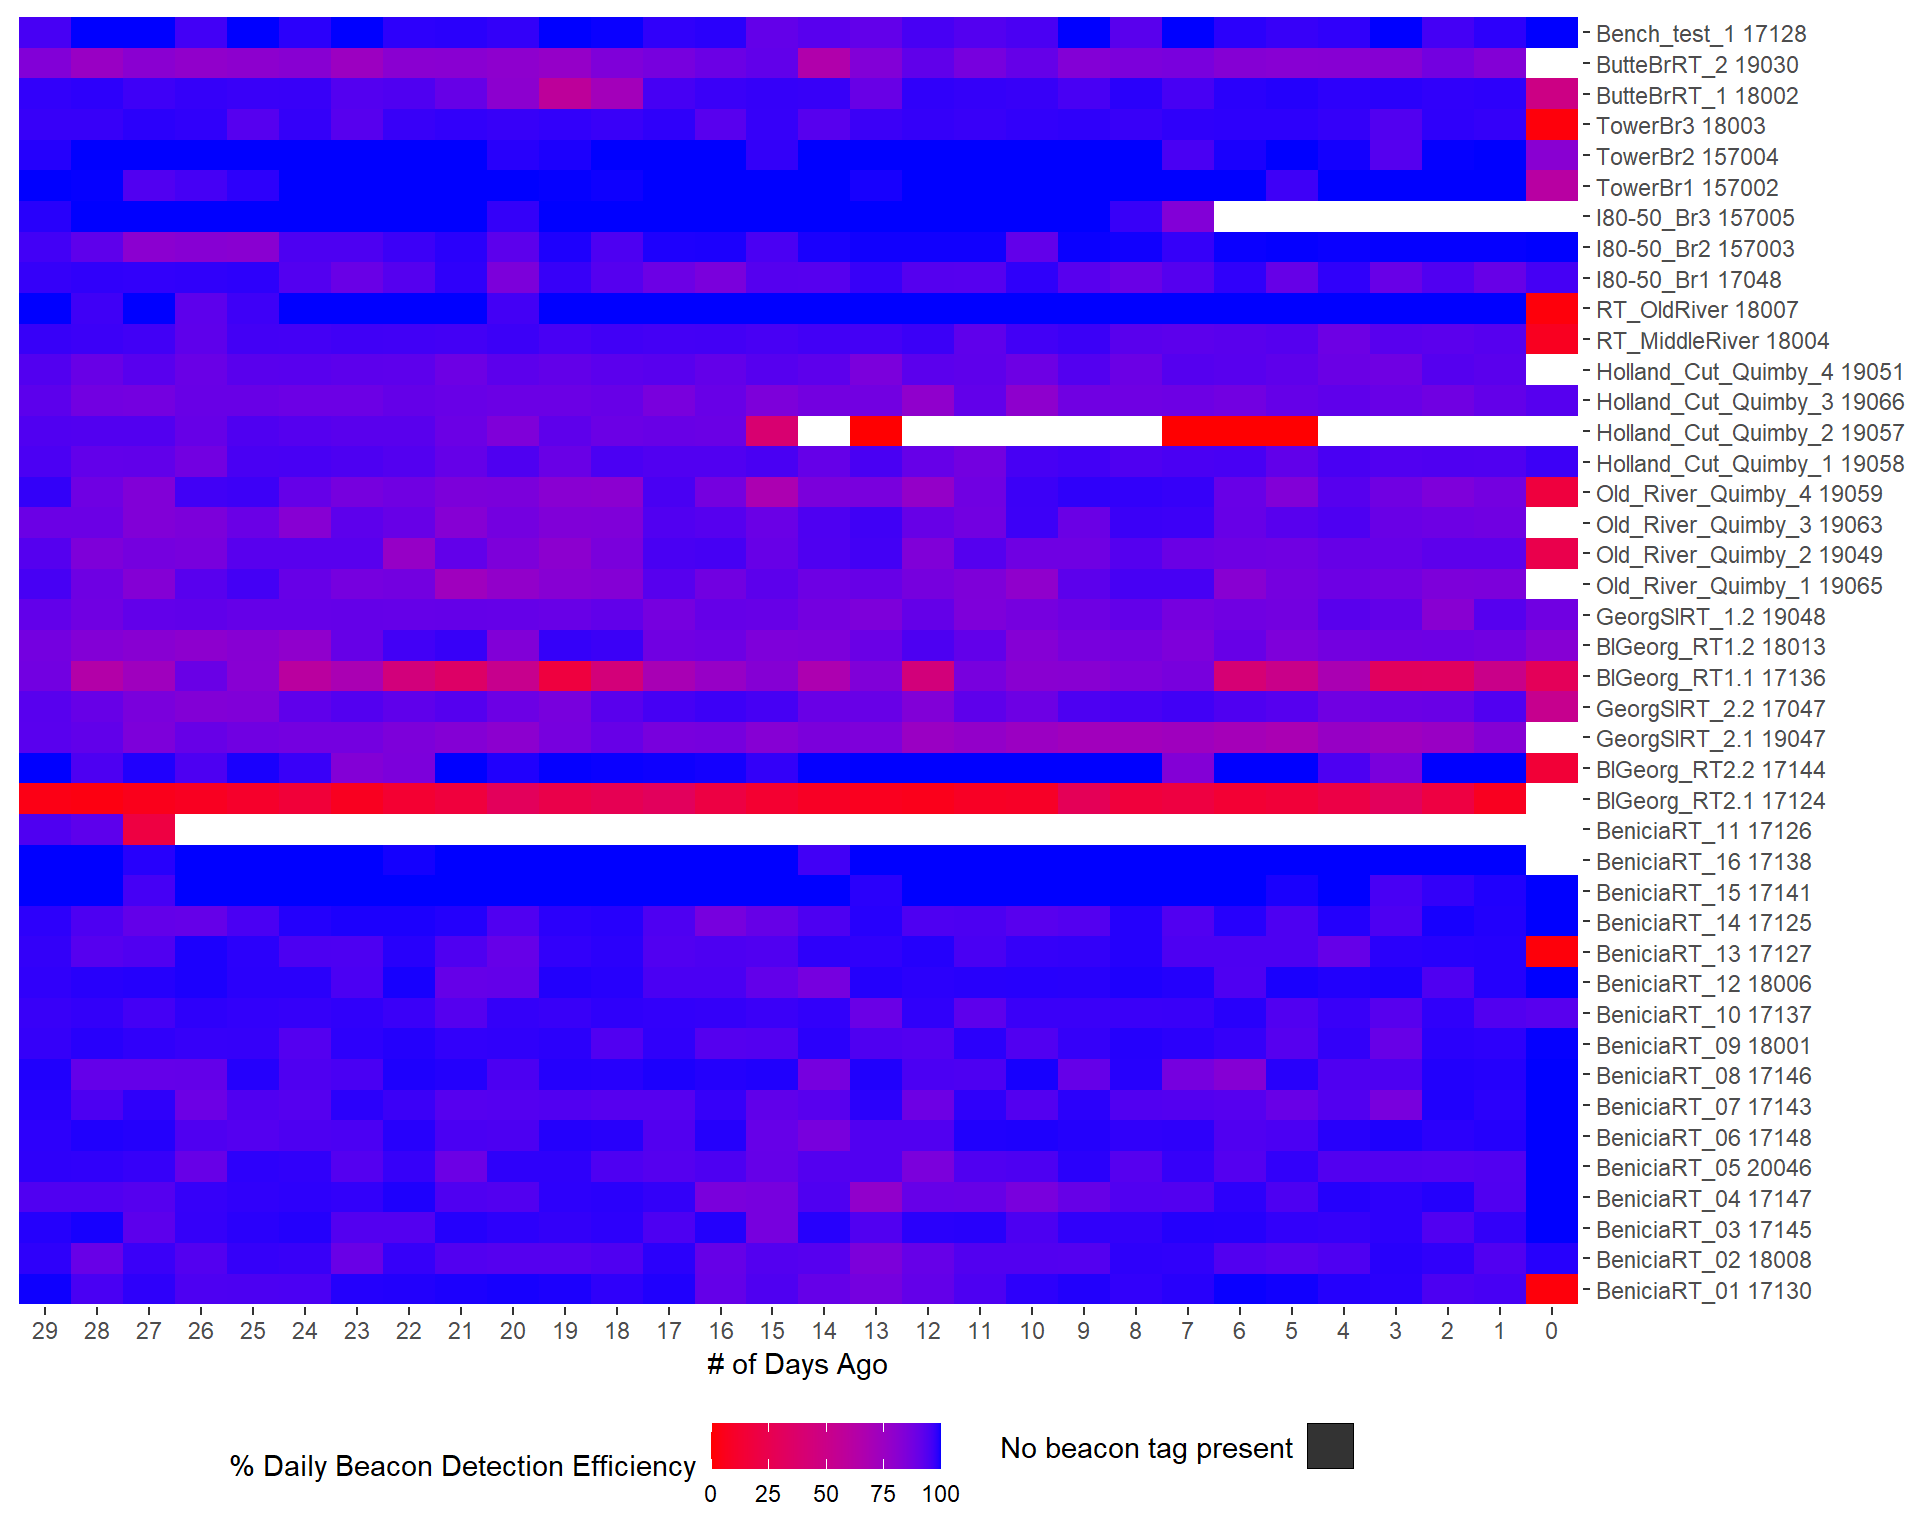 Bench_test_1 17128
ButteBrRT_2 19030
ButteBrRT_1 18002
TowerBr3 18003
TowerBr2 157004
TowerBr1 157002
I80-50_Br3 157005
I80-50_Br2 157003
I80-50_Br1 17048
RT_OldRiver 18007
RT_MiddleRiver 18004
Holland_Cut_Quimby_4 19051
Holland_Cut_Quimby_3 19066
Holland_Cut_Quimby_2 19057
Holland_Cut_Quimby_1 19058
Old_River_Quimby_4 19059
Old_River_Quimby_3 19063
Old_River_Quimby_2 19049
Old_River_Quimby_1 19065
GeorgSlRT_1.2 19048
BlGeorg_RT1.2 18013
BlGeorg_RT1.1 17136
GeorgSlRT_2.2 17047
GeorgSlRT_2.1 19047
BlGeorg_RT2.2 17144
BlGeorg_RT2.1 17124
BeniciaRT_11 17126
BeniciaRT_16 17138
BeniciaRT_15 17141
BeniciaRT_14 17125
BeniciaRT_13 17127
BeniciaRT_12 18006
BeniciaRT_10 17137
BeniciaRT_09 18001
BeniciaRT_08 17146
BeniciaRT_07 17143
BeniciaRT_06 17148
BeniciaRT_05 20046
BeniciaRT_04 17147
BeniciaRT_03 17145
BeniciaRT_02 18008
BeniciaRT_01 17130
29 28 27 26 25 24 23 22 21 20 19 18 17 16 15 14 13 12 11 10 9 8 7 6 5 4 3 2 1 0
# of Days Ago
% Daily Beacon Detection Efficiency
0 25 50 75 100
No beacon tag present